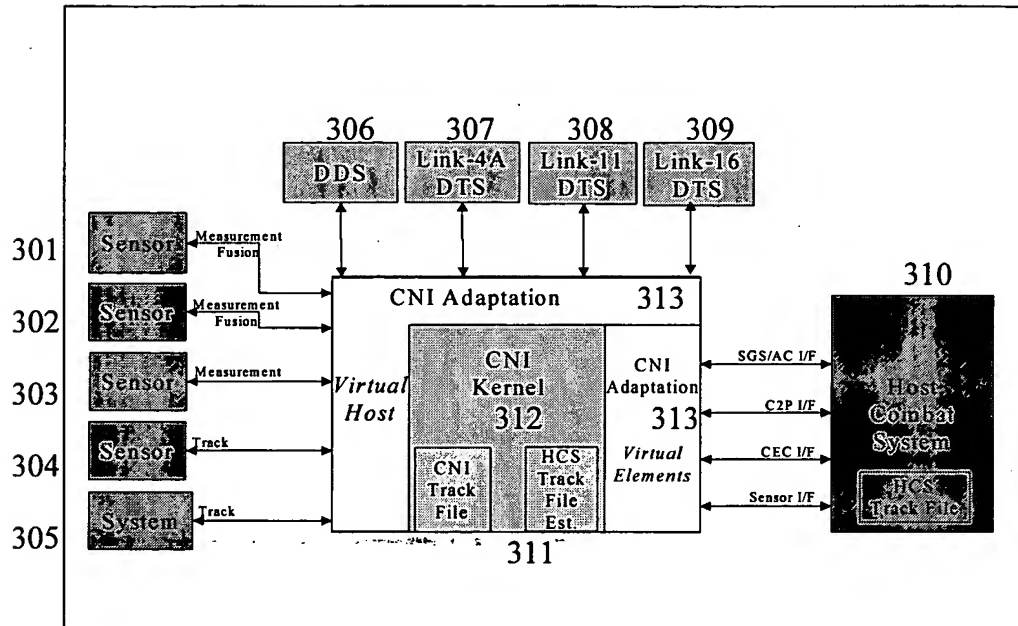 306 307 308 309
DDS
Link-4A
DTS
Link-11
DTS
Link-16
DTS
301
Sensor
Measurement
Fusion
302
Sensor
Measurement
Fusion
303
Sensor
Measurement
304
Sensor
Track
305
System
Track
CNI Adaptation 313
Virtual
Host
CNI
Kernel
312
CNI
Track
File
HCS
Track
File
Est.
CNI
Adaptation
313
Virtual
Elements
311
SGS/AC I/F
C2P I/F
CEC I/F
Sensor I/F
310
Host
Combat
System
HCS
Track File